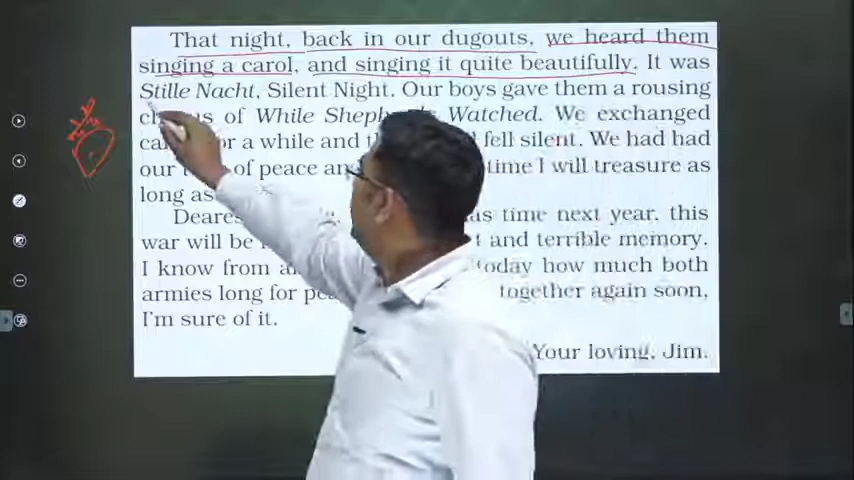 That night, back in our dugouts, we heard them
singing a carol, and singing it quite beautifully. It was
Stille Nacht, Silent Night. Our boys gave them a rousing
of While Watched. We exchanged
for a while and fell silent. We had had
our of peace time I will treasure as
long as
time next year, this
war will be and terrible memory.
I know from today how much both
armies long for together again soon,
I'm sure of it.
Your loving, Jim.